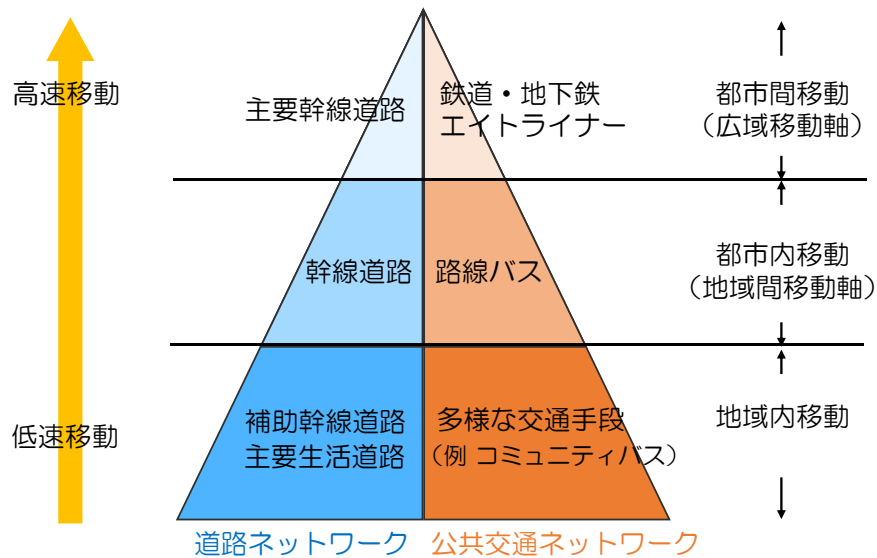 高速移動
主要幹線道路
鉄道・地下鉄
エイトライナー
都市間移動
（広域移動軸）
幹線道路
路線バス
都市内移動
（地域間移動軸）
低速移動
補助幹線道路
主要生活道路
多様な交通手段
（例 コミュニティバス）
地域内移動
道路ネットワーク
公共交通ネットワーク